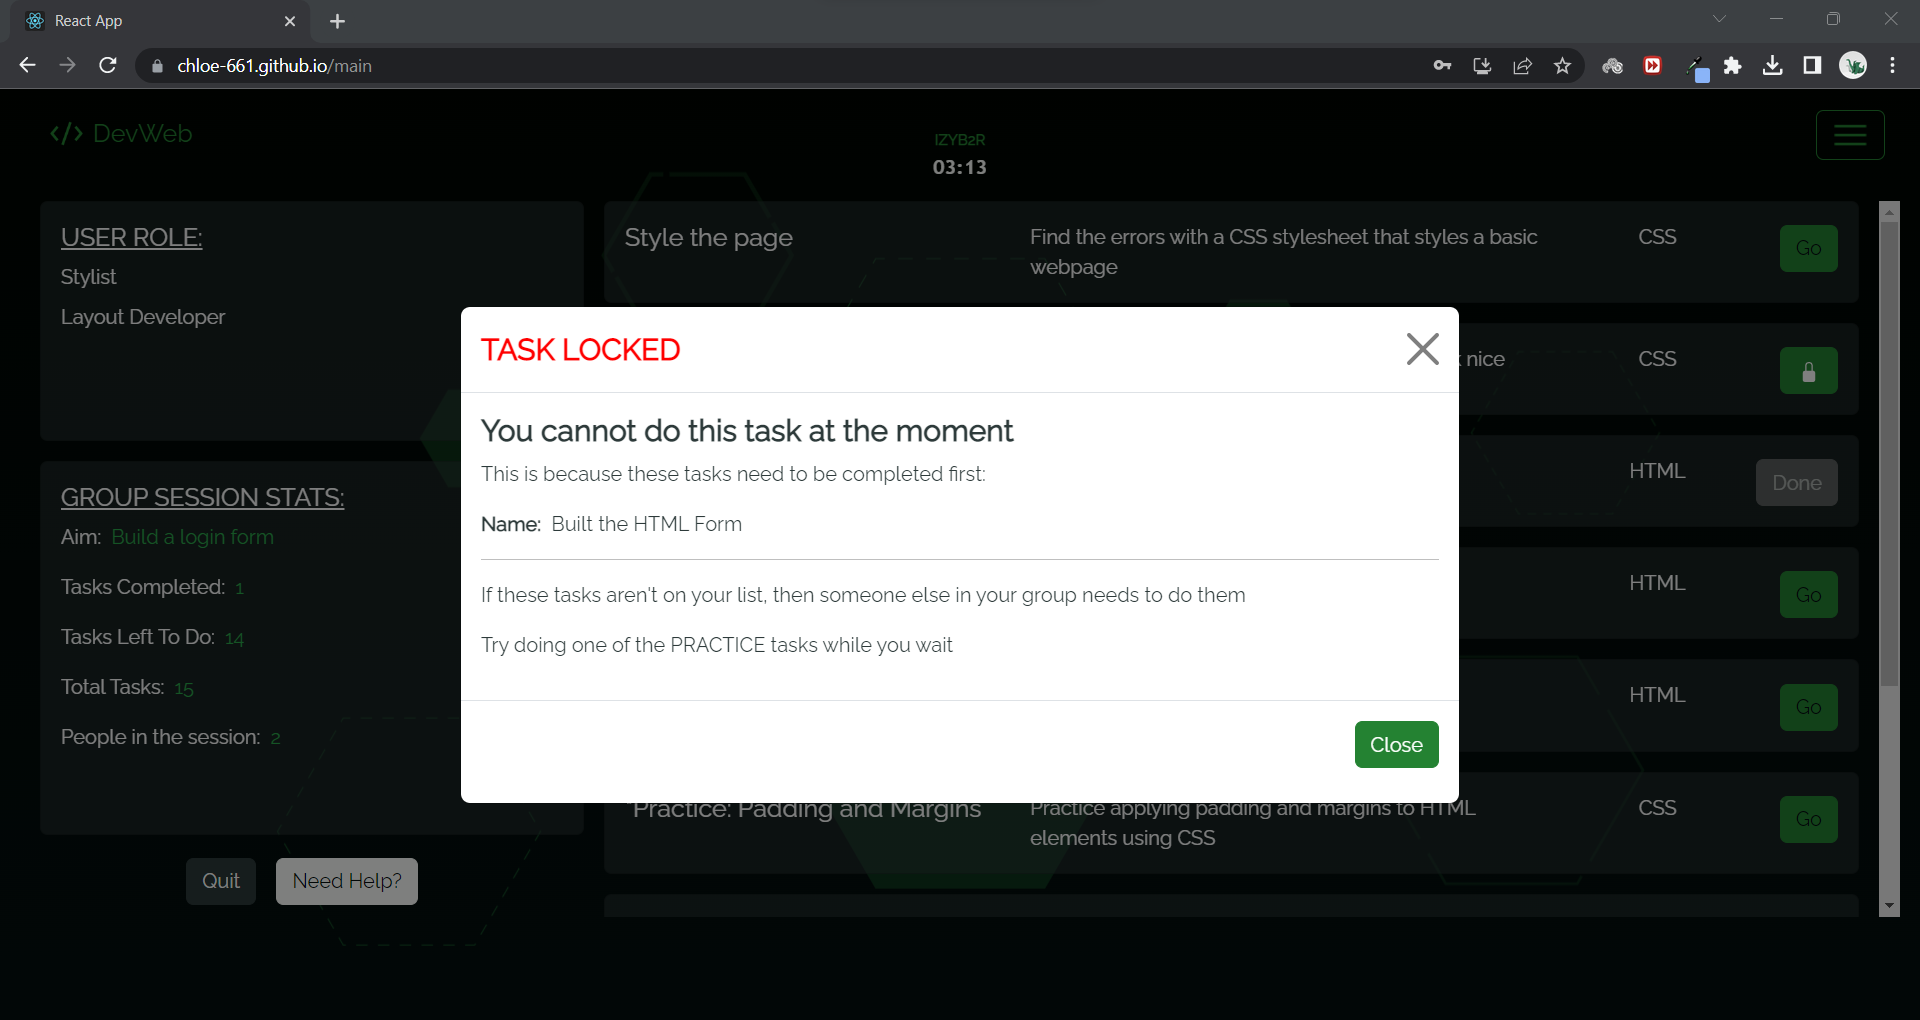 React App
chloe-661.github.io/main
DevWeb
IZYB2R
03:13
USER ROLE:
Stylist
Layout Developer
GROUP SESSION STATS:
Aim: Build a login form
Tasks Completed: 1
Tasks Left To Do: 14
Total Tasks: 15
People in the session: 2
Quit
Need Help?
Style the page
Find the errors with a CSS stylesheet that styles a basic
webpage
CSS
Go
nice
CSS
HTML
Done
HTML
Go
HTML
Go
Practice: Padding and Margins
Practice applying padding and margins to HTML
elements using CSS
CSS
Go
TASK LOCKED
You cannot do this task at the moment
This is because these tasks need to be completed first:
Name: Built the HTML Form
If these tasks aren't on your list, then someone else in your group needs to do them
Try doing one of the PRACTICE tasks while you wait
Close